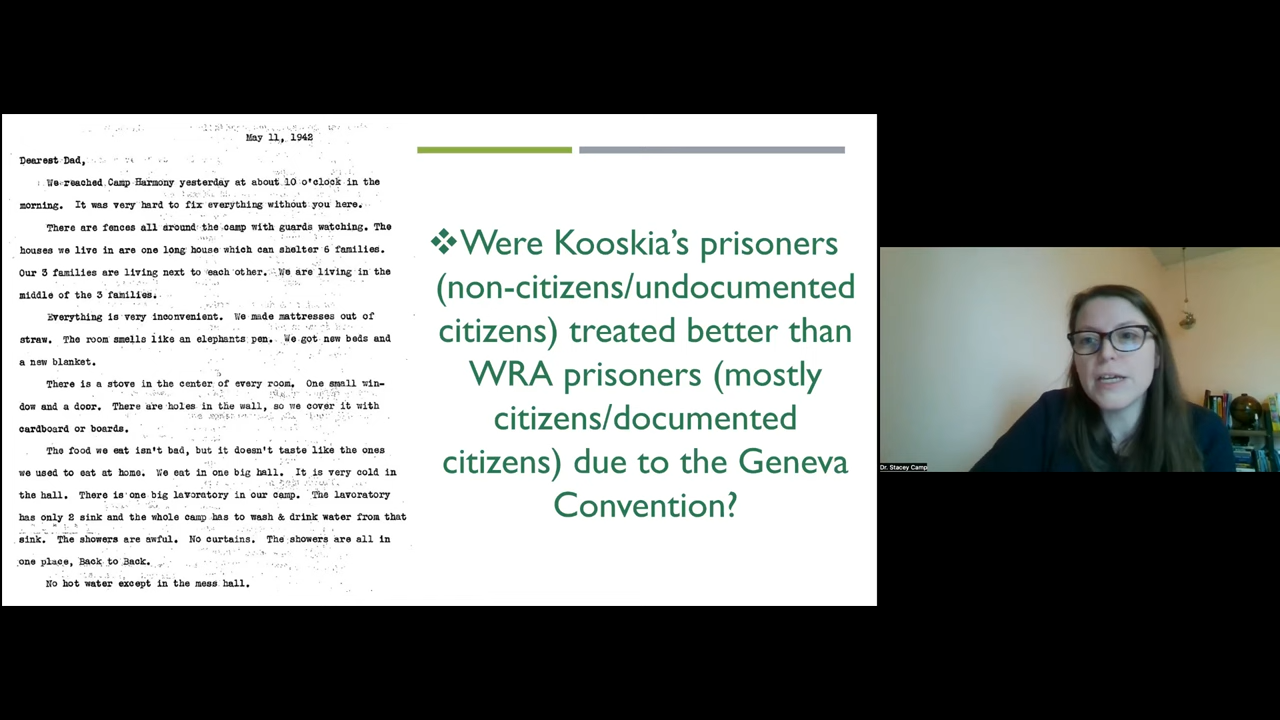 May 11, 1942
Dearest Dad,
We reached Camp Harmony yesterday at about 10 o'clock in the
morning. It was very hard to fix everything without you here.
There are fences all around the camp with guards watching. The
houses we live in are one long house which can shelter 6 families.
Our 3 families are living next to each other. We are living in the
middle of the 3 families.
Everything is very inconvenient. We made mattresses out of
straw. The room smells like an elephants pen. We got new beds and
a new blanket.
There is a stove in the center of every room. One small win-
dow and a door. There are holes in the wall, so we cover it with
cardboard or boards.
The food we eat isn't bad, but it doesn't taste like the ones
we used to eat at home. We eat in one big hall. It is very cold in
the hall. There is one big lavoratory in our camp. The lavoratory
has only 2 sink and the whole camp has to wash & drink water from that
sink. The showers are awful. No curtains. The showers are all in
one place, Back to Back.
No hot water except in the mess hall.
❖Were Kooskia's prisoners
(non-citizens/undocumented
citizens) treated better than
WRA prisoners (mostly
citizens/documented
citizens) due to the Geneva
Convention?
Dr. Stacey Camp